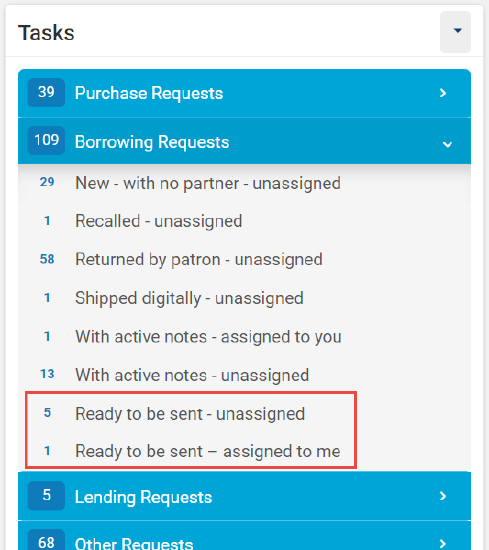 Tasks
39 Purchase Requests
109 Borrowing Requests
29 New - with no partner - unassigned
1 Recalled - unassigned
58 Returned by patron - unassigned
1 Shipped digitally - unassigned
1 With active notes - assigned to you
13 With active notes - unassigned
5 Ready to be sent - unassigned
1 Ready to be sent – assigned to me
5 Lending Requests
68 Other Requests